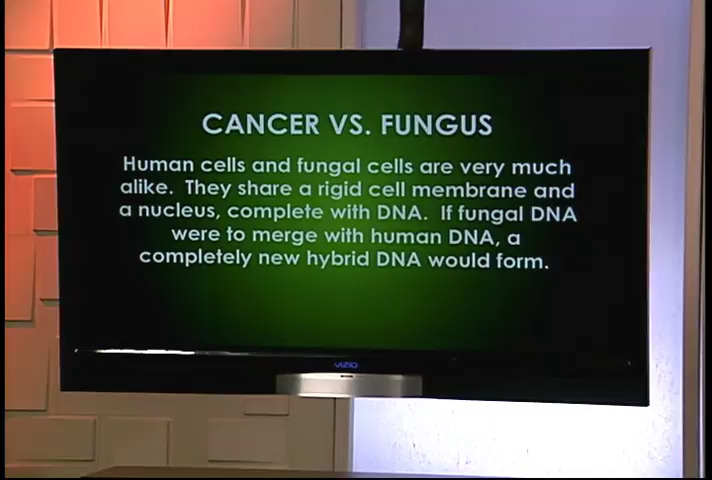 CANCER VS. FUNGUS
Human cells and fungal cells are very much
alike. They share a rigid cell membrane and
a nucleus, complete with DNA. If fungal DNA
were to merge with human DNA, a
completely new hybrid DNA would form.
VIZIO